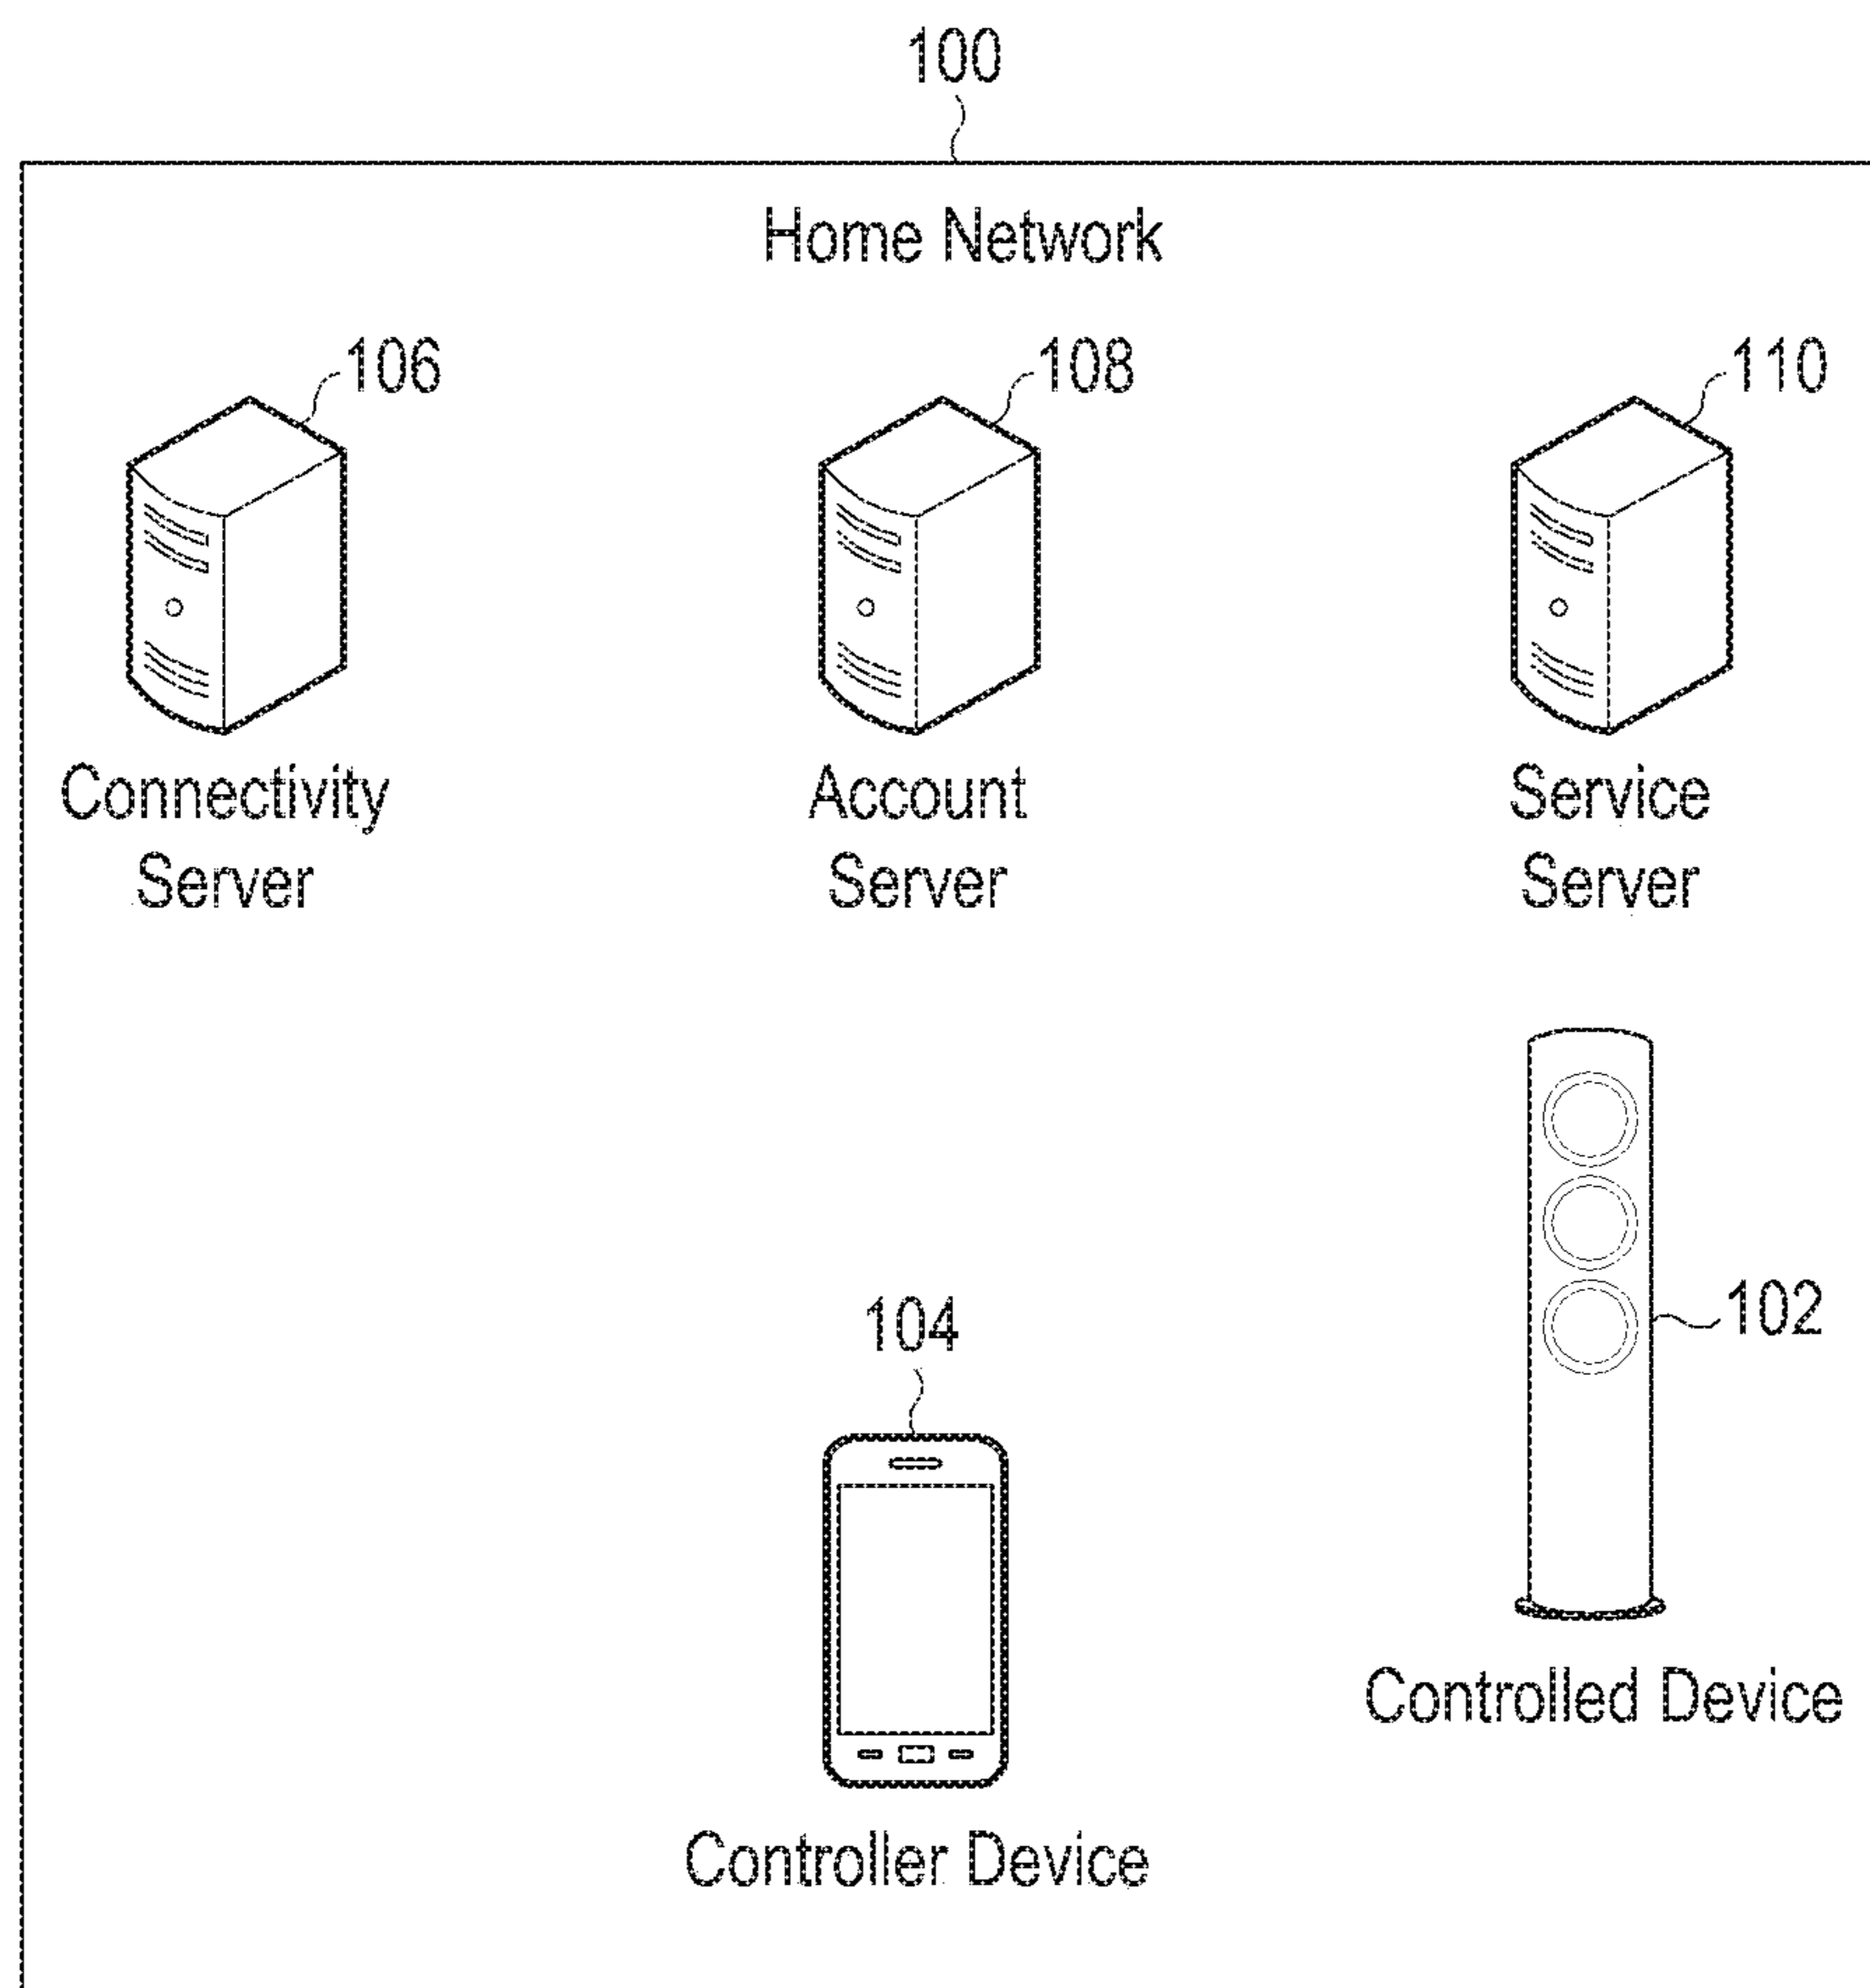 100
Home Network
106
108
110
Connectivity
Server
Account
Server
Service
Server
102
104
Controlled Device
Controller Device